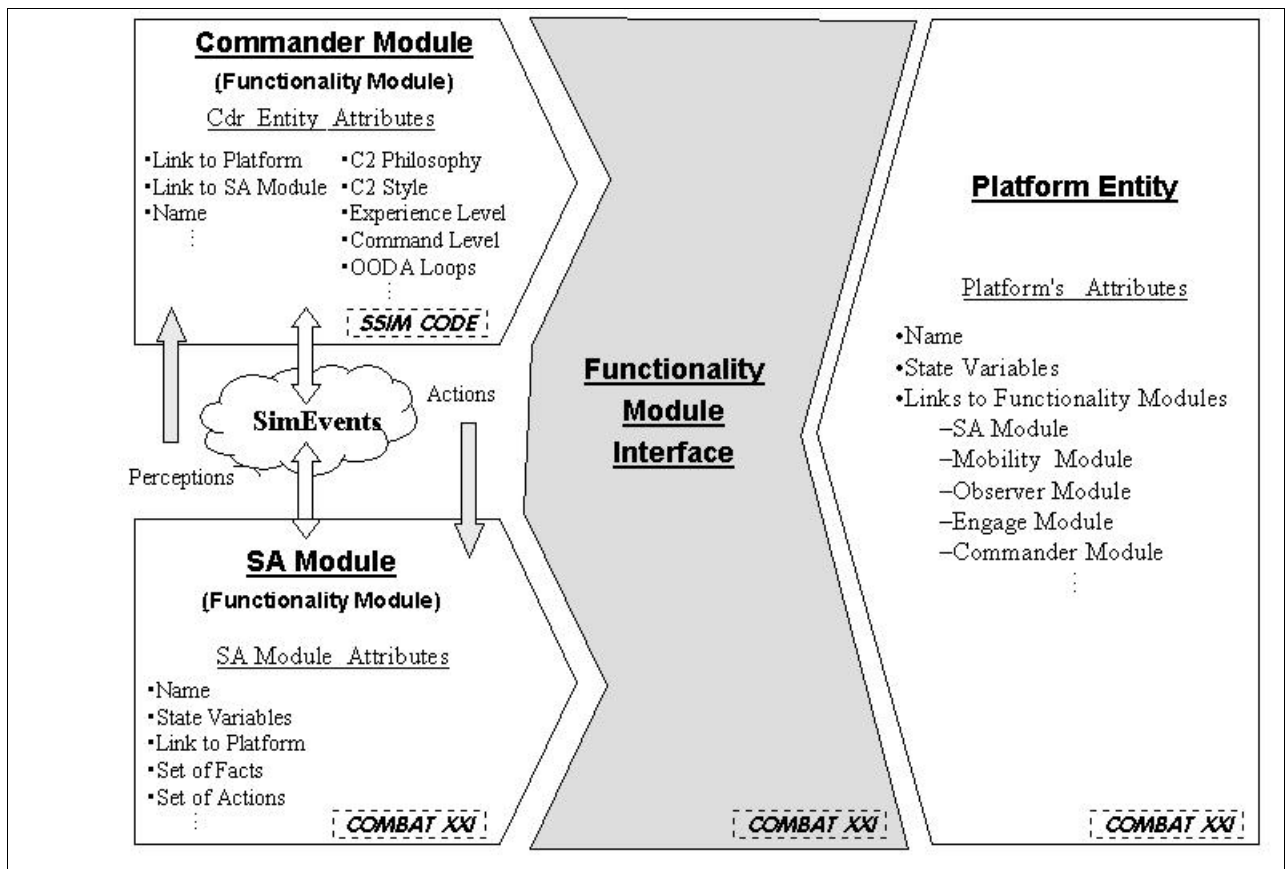 Commander Module
(Functionality Module)
Cdr Entity Attributes
•Link to Platform
•Link to SA Module
•Name
⋮
•C2 Philosophy
•C2 Style
•Experience Level
•Command Level
•OODA Loops
⋮
SSIM CODE
Perceptions
SimEvents
Actions
SA Module
(Functionality Module)
SA Module Attributes
•Name
•State Variables
•Link to Platform
•Set of Facts
•Set of Actions
⋮
COMBAT XXI
Functionality
Module
Interface
COMBAT XXI
Platform Entity
Platform's Attributes
•Name
•State Variables
•Links to Functionality Modules
–SA Module
–Mobility Module
–Observer Module
–Engage Module
–Commander Module
⋮
COMBAT XXI